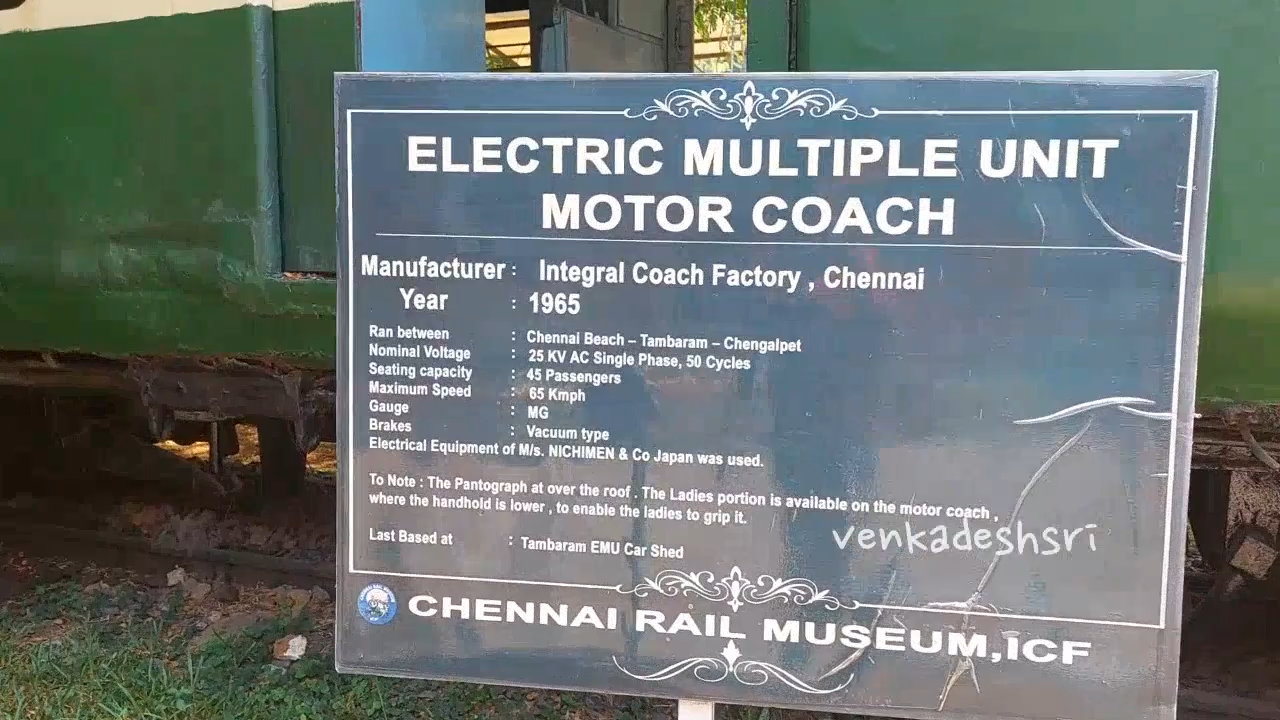 ELECTRIC MULTIPLE UNIT
MOTOR COACH
Manufacturer : Integral Coach Factory , Chennai
Year : 1965
Ran between : Chennai Beach – Tambaram – Chengalpet
Nominal Voltage : 25 KV AC Single Phase, 50 Cycles
Seating capacity : 45 Passengers
Maximum Speed : 65 Kmph
Gauge : MG
Brakes : Vacuum type
Electrical Equipment of M/s. NICHIMEN & Co Japan was used.
To Note : The Pantograph at over the roof . The Ladies portion is available on the motor coach ,
where the handhold is lower , to enable the ladies to grip it.
venkadeshsri
Last Based at : Tambaram EMU Car Shed
CHENNAI RAIL MUSEUM,ICF